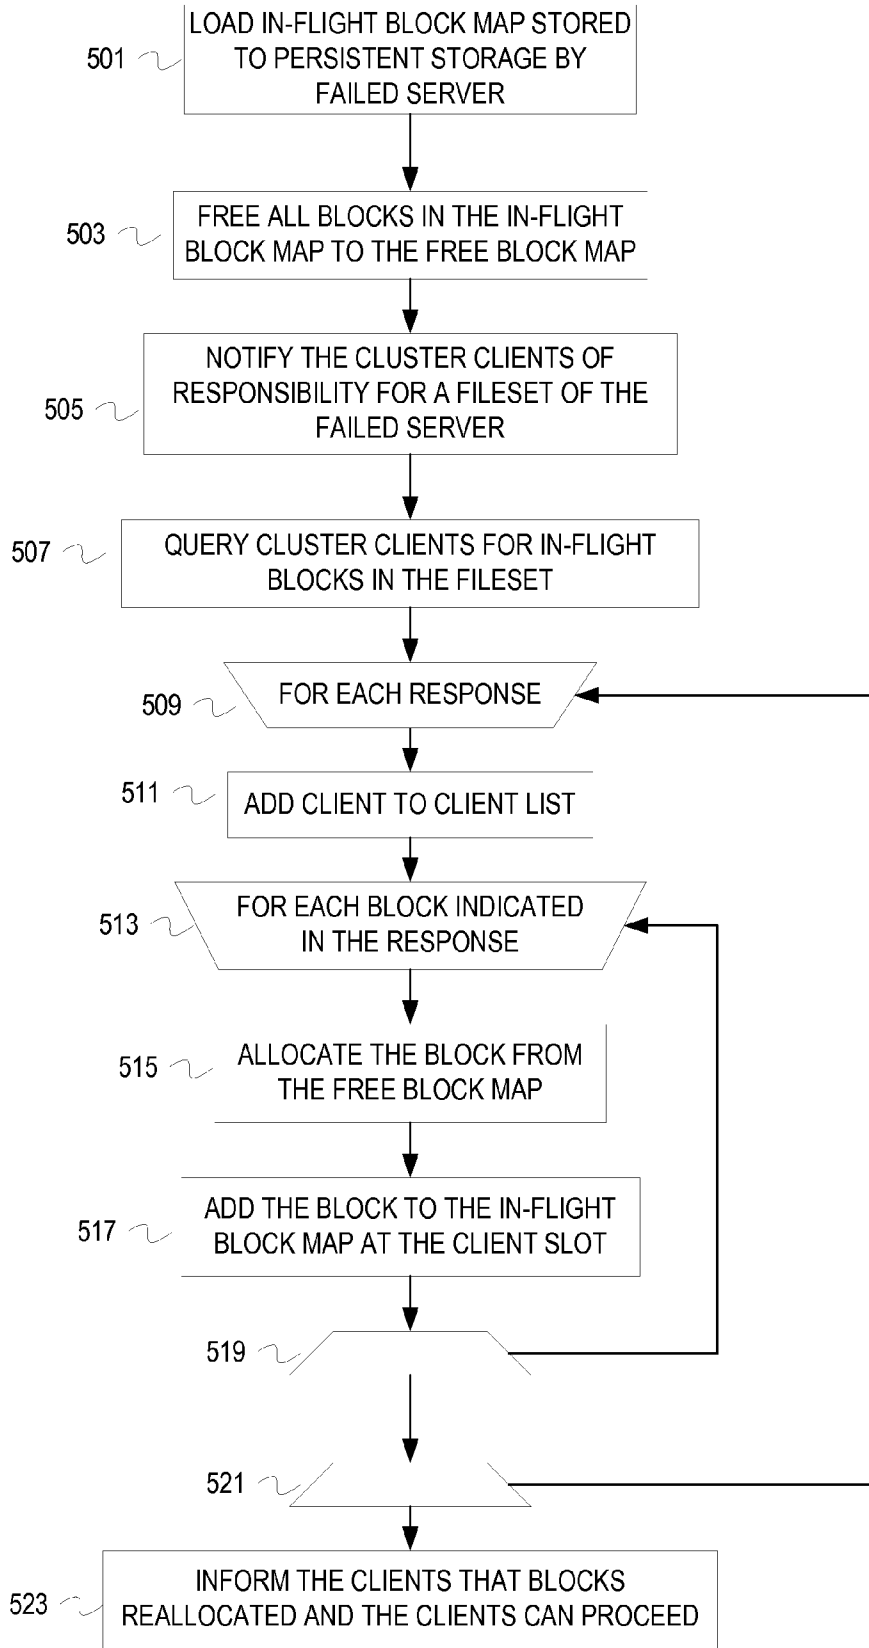 LOAD IN-FLIGHT BLOCK MAP STORED
TO PERSISTENT STORAGE BY
FAILED SERVER
501
FREE ALL BLOCKS IN THE IN-FLIGHT
BLOCK MAP TO THE FREE BLOCK MAP
503
NOTIFY THE CLUSTER CLIENTS OF
RESPONSIBILITY FOR A FILESET OF THE
FAILED SERVER
505
QUERY CLUSTER CLIENTS FOR IN-FLIGHT
BLOCKS IN THE FILESET
507
FOR EACH RESPONSE
509
ADD CLIENT TO CLIENT LIST
511
FOR EACH BLOCK INDICATED
IN THE RESPONSE
513
ALLOCATE THE BLOCK FROM
THE FREE BLOCK MAP
515
ADD THE BLOCK TO THE IN-FLIGHT
BLOCK MAP AT THE CLIENT SLOT
517
519
521
INFORM THE CLIENTS THAT BLOCKS
REALLOCATED AND THE CLIENTS CAN PROCEED
523